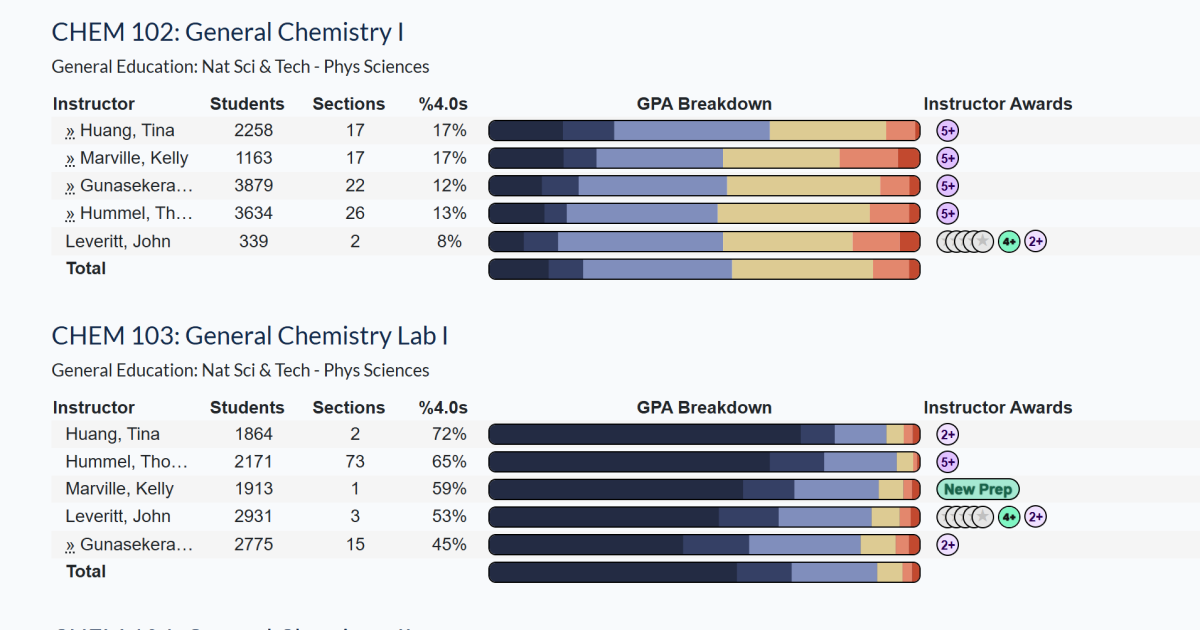 CHEM 102: General Chemistry I
General Education: Nat Sci & Tech - Phys Sciences
Instructor Students Sections %4.0s GPA Breakdown Instructor Awards
» Huang, Tina 2258 17 17% 5+
» Marville, Kelly 1163 17 17% 5+
» Gunasekera… 3879 22 12% 5+
» Hummel, Th… 3634 26 13% 5+
Leveritt, John 339 2 8% 4+ 2+
Total
CHEM 103: General Chemistry Lab I
General Education: Nat Sci & Tech - Phys Sciences
Instructor Students Sections %4.0s GPA Breakdown Instructor Awards
Huang, Tina 1864 2 72% 2+
Hummel, Tho… 2171 73 65% 5+
Marville, Kelly 1913 1 59% New Prep
Leveritt, John 2931 3 53% 4+ 2+
» Gunasekera… 2775 15 45% 2+
Total